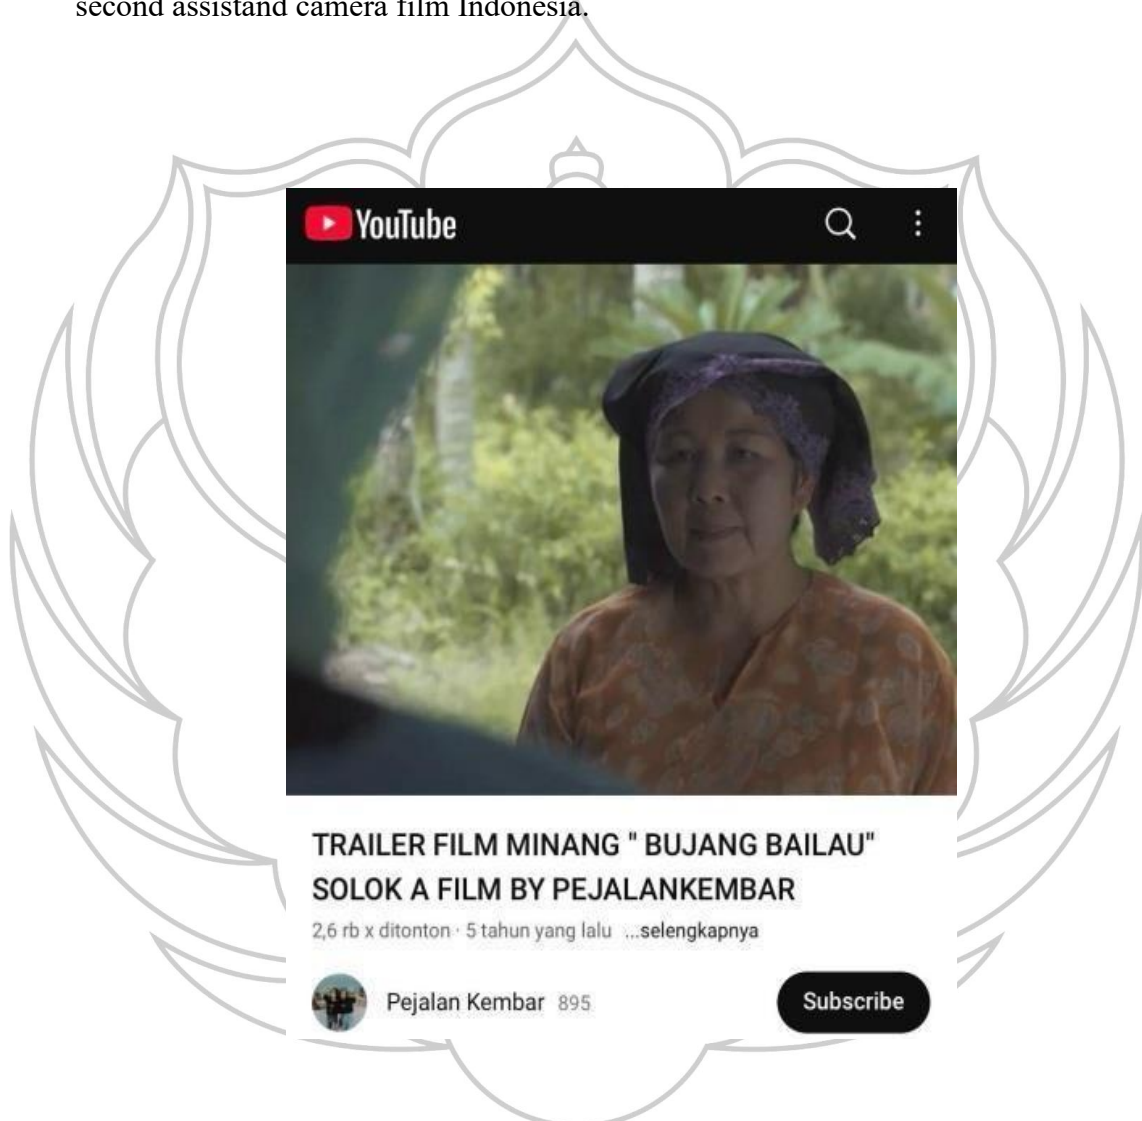 second assistand camera film Indonesia.
YouTube
TRAILER FILM MINANG " BUJANG BAILAU"
SOLOK A FILM BY PEJALANKEMBAR
2,6 rb x ditonton · 5 tahun yang lalu ...selengkapnya
Pejalan Kembar 895
Subscribe